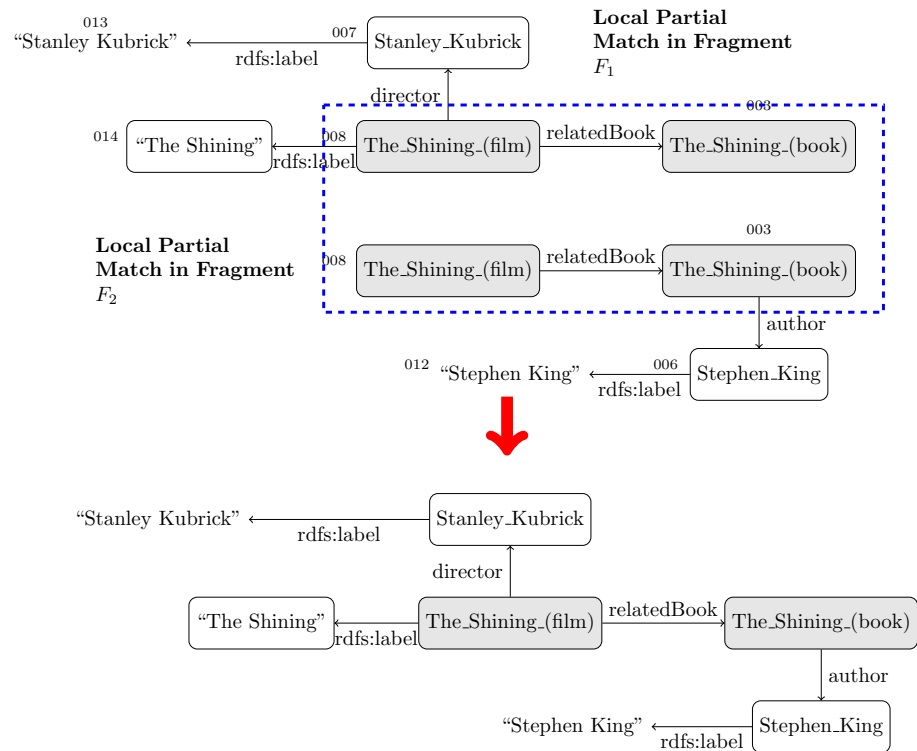 013
“Stanley Kubrick”
rdfs:label
007
Stanley_Kubrick
Local Partial
Match in Fragment
F1
director
003
014
“The Shining”
rdfs:label
008
The_Shining_(film)
relatedBook
The_Shining_(book)
Local Partial
Match in Fragment
F2
003
008
The_Shining_(film)
relatedBook
The_Shining_(book)
author
012
“Stephen King”
rdfs:label
006
Stephen_King
“Stanley Kubrick”
rdfs:label
Stanley_Kubrick
director
“The Shining”
rdfs:label
The_Shining_(film)
relatedBook
The_Shining_(book)
author
“Stephen King”
rdfs:label
Stephen_King